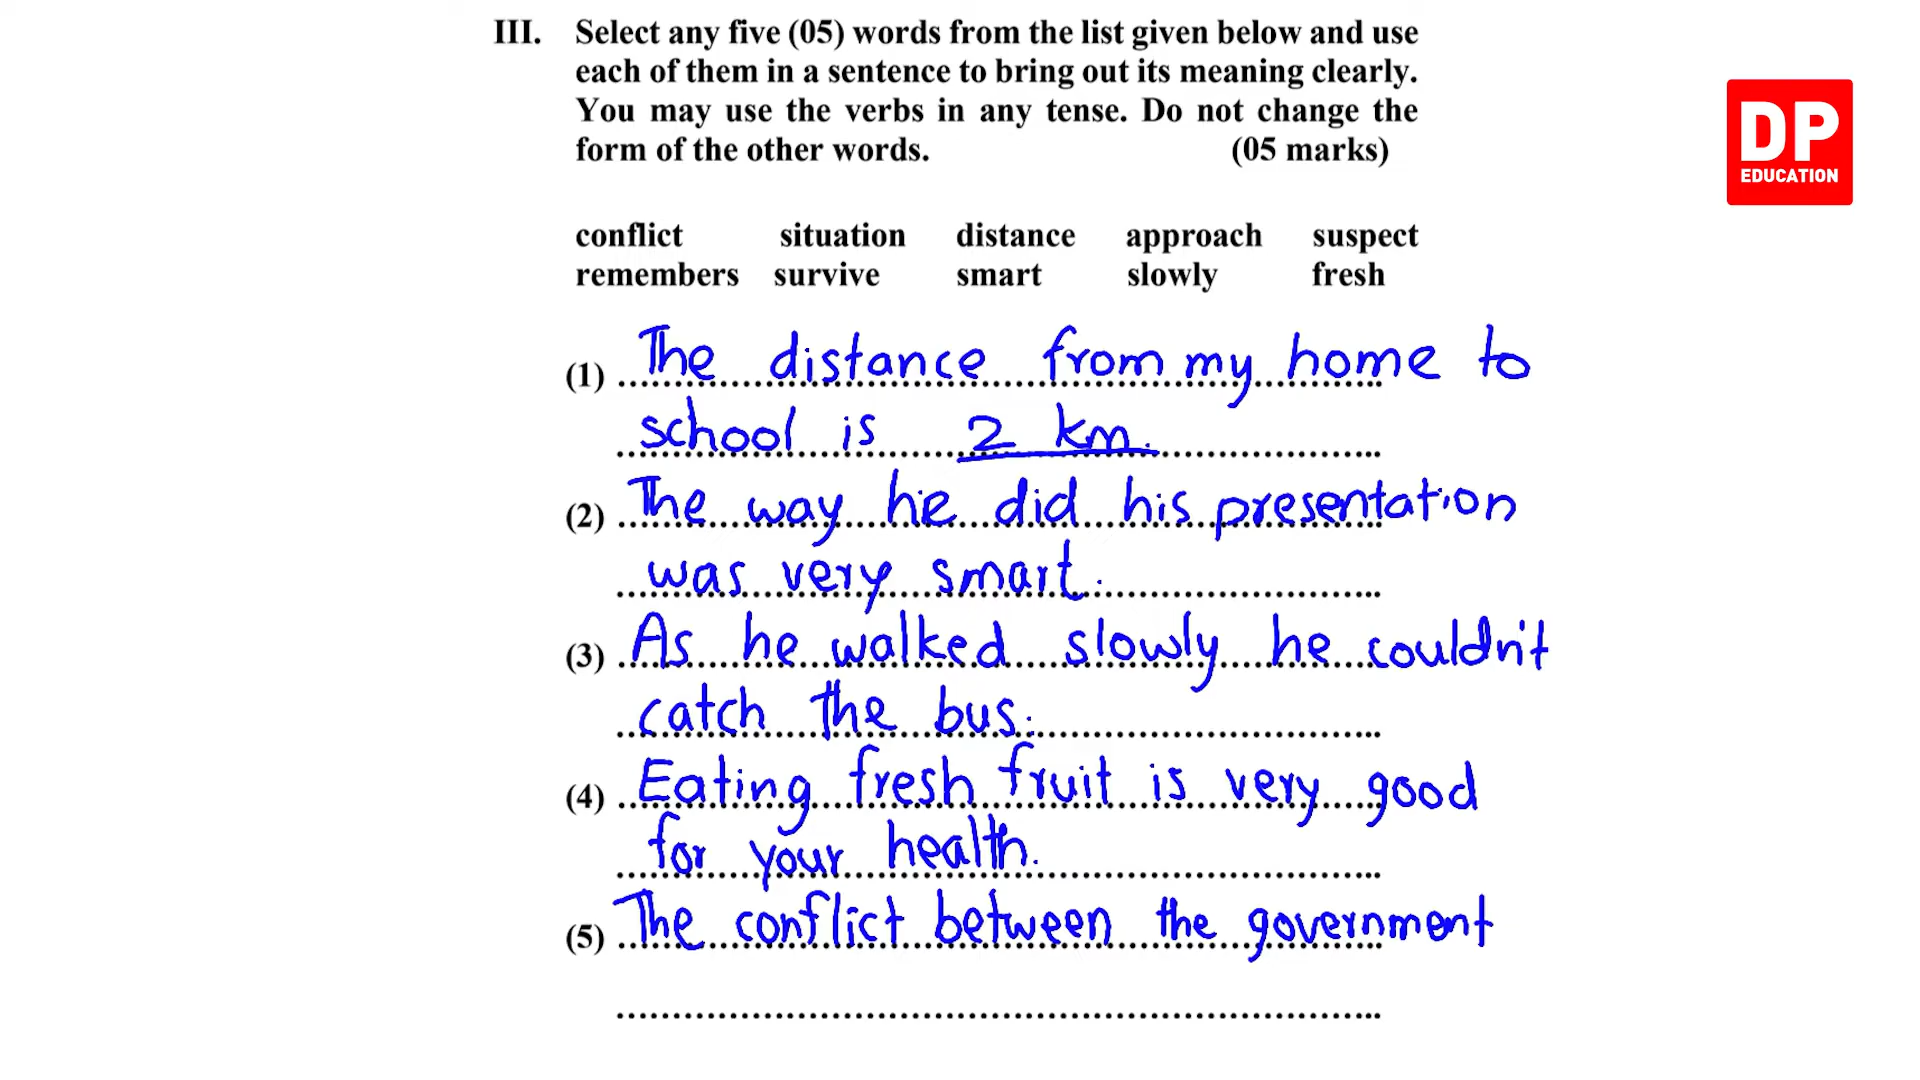 III. Select any five (05) words from the list given below and use
each of them in a sentence to bring out its meaning clearly.
You may use the verbs in any tense. Do not change the
form of the other words. (05 marks)
DP
EDUCATION
conflict situation distance approach suspect
remembers survive smart slowly fresh
(1) The distance from my home to
school is 2 km.
(2) The way he did his presentation
was very smart.
(3) As he walked slowly he couldn't
catch the bus.
(4) Eating fresh fruit is very good
for your health.
(5) The conflict between the government